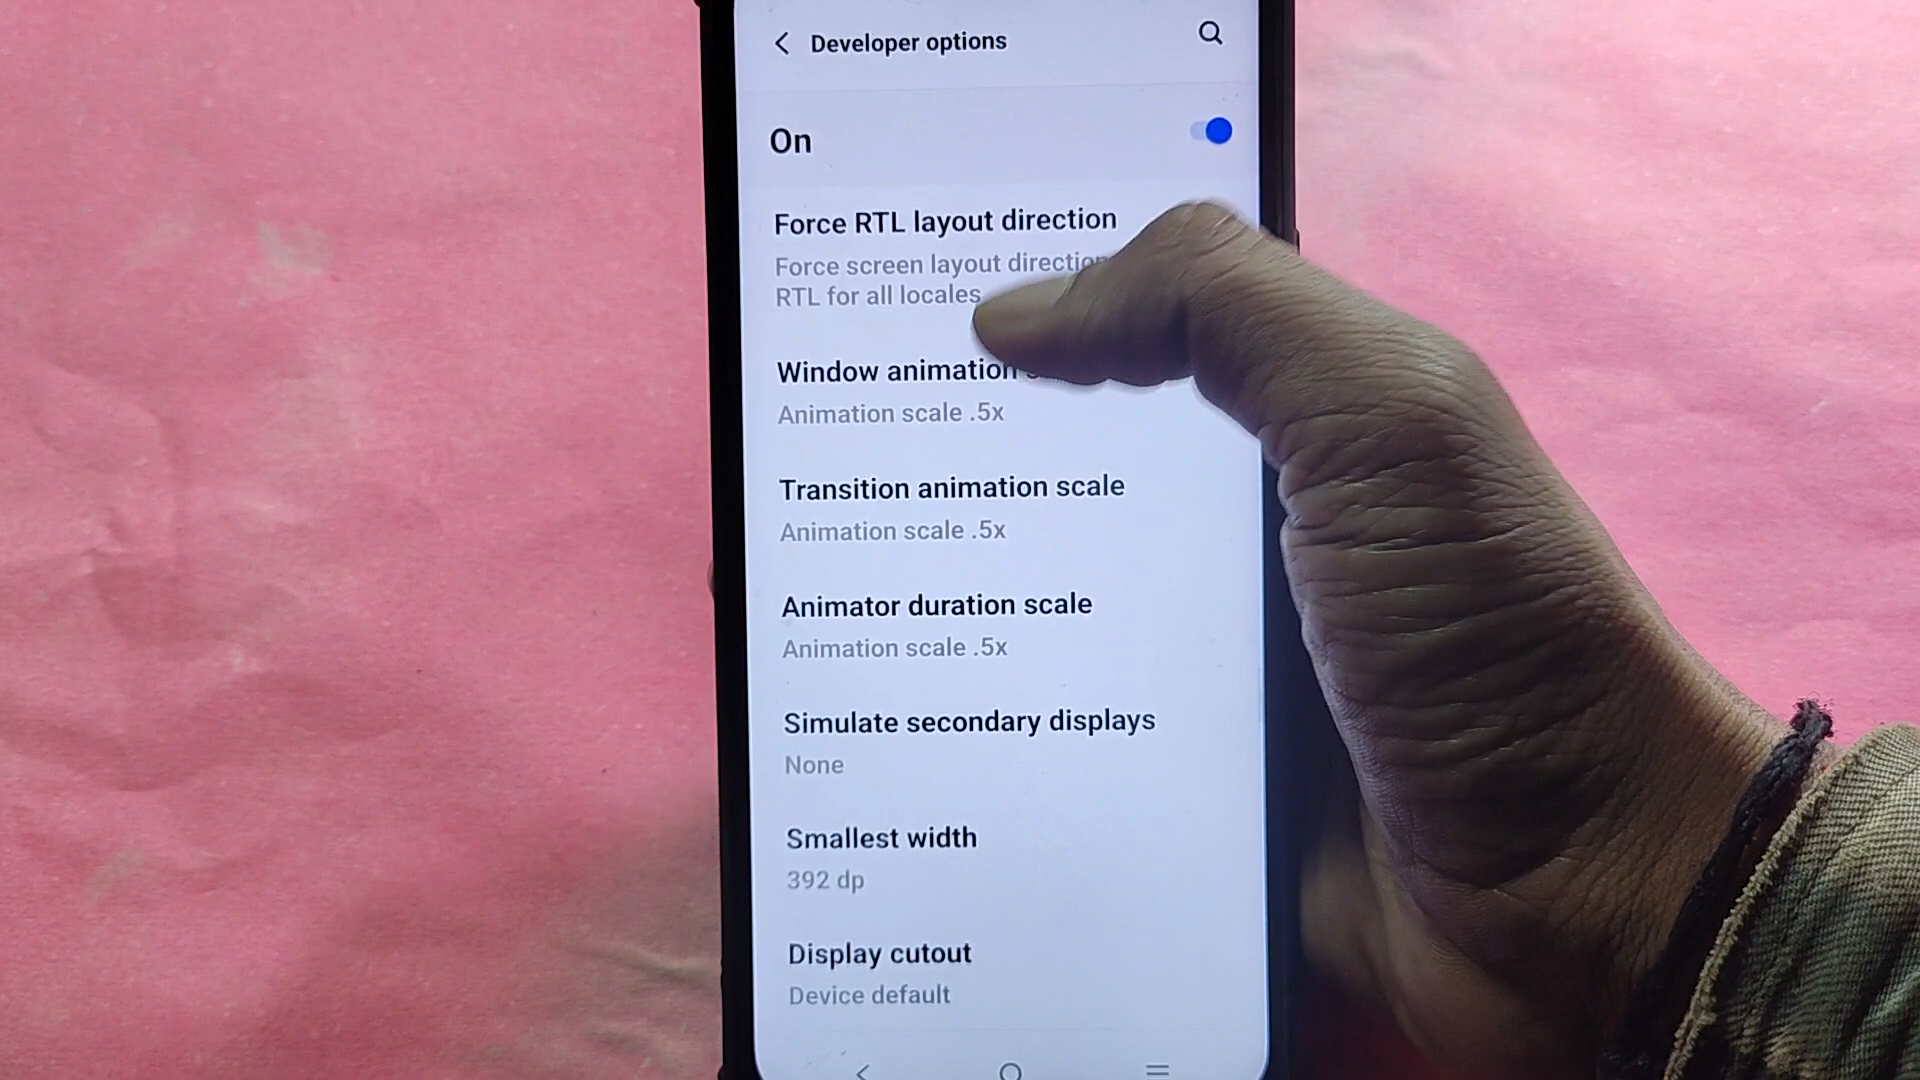 Developer options
On
Force RTL layout direction
Force screen layout direction
RTL for all locales
Window animation
Animation scale .5x
Transition animation scale
Animation scale .5x
Animator duration scale
Animation scale .5x
Simulate secondary displays
None
Smallest width
392 dp
Display cutout
Device default